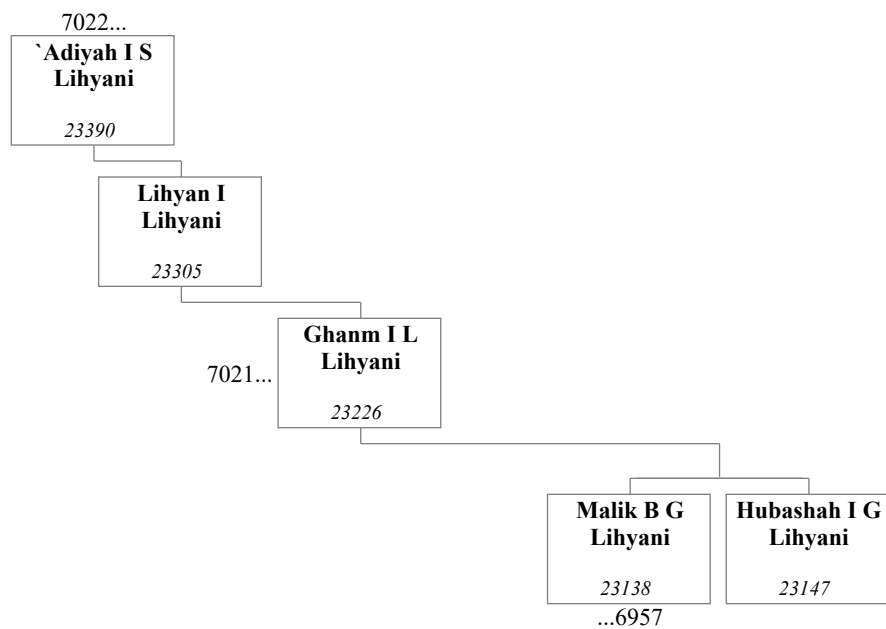 7022...
`Adiyah I S
Lihyani
23390
Lihyan I
Lihyani
23305
Ghanm I L
Lihyani
7021...
23226
Malik B G
Lihyani
23138
...6957
Hubashah I G
Lihyani
23147